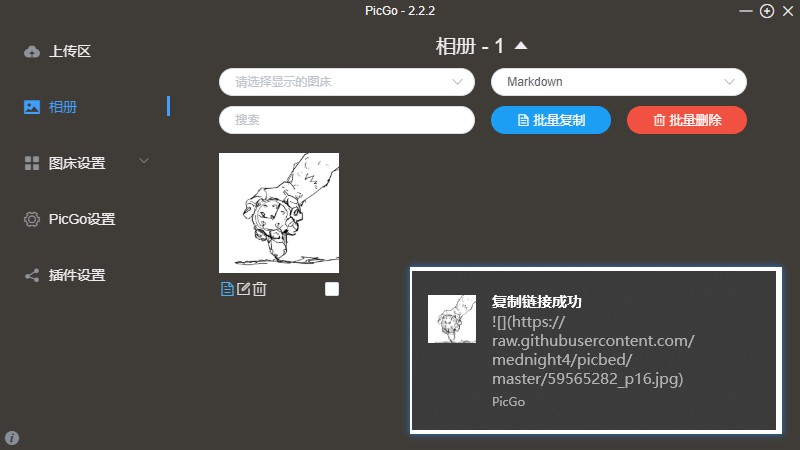 PicGo - 2.2.2
上传区
相册
图床设置
PicGo设置
插件设置
相册 - 1
请选择显示的图床
Markdown
搜索
批量复制
批量删除
复制链接成功
![](https://
raw.githubusercontent.com/
mednight4/picbed/
master/59565282_p16.jpg)
PicGo